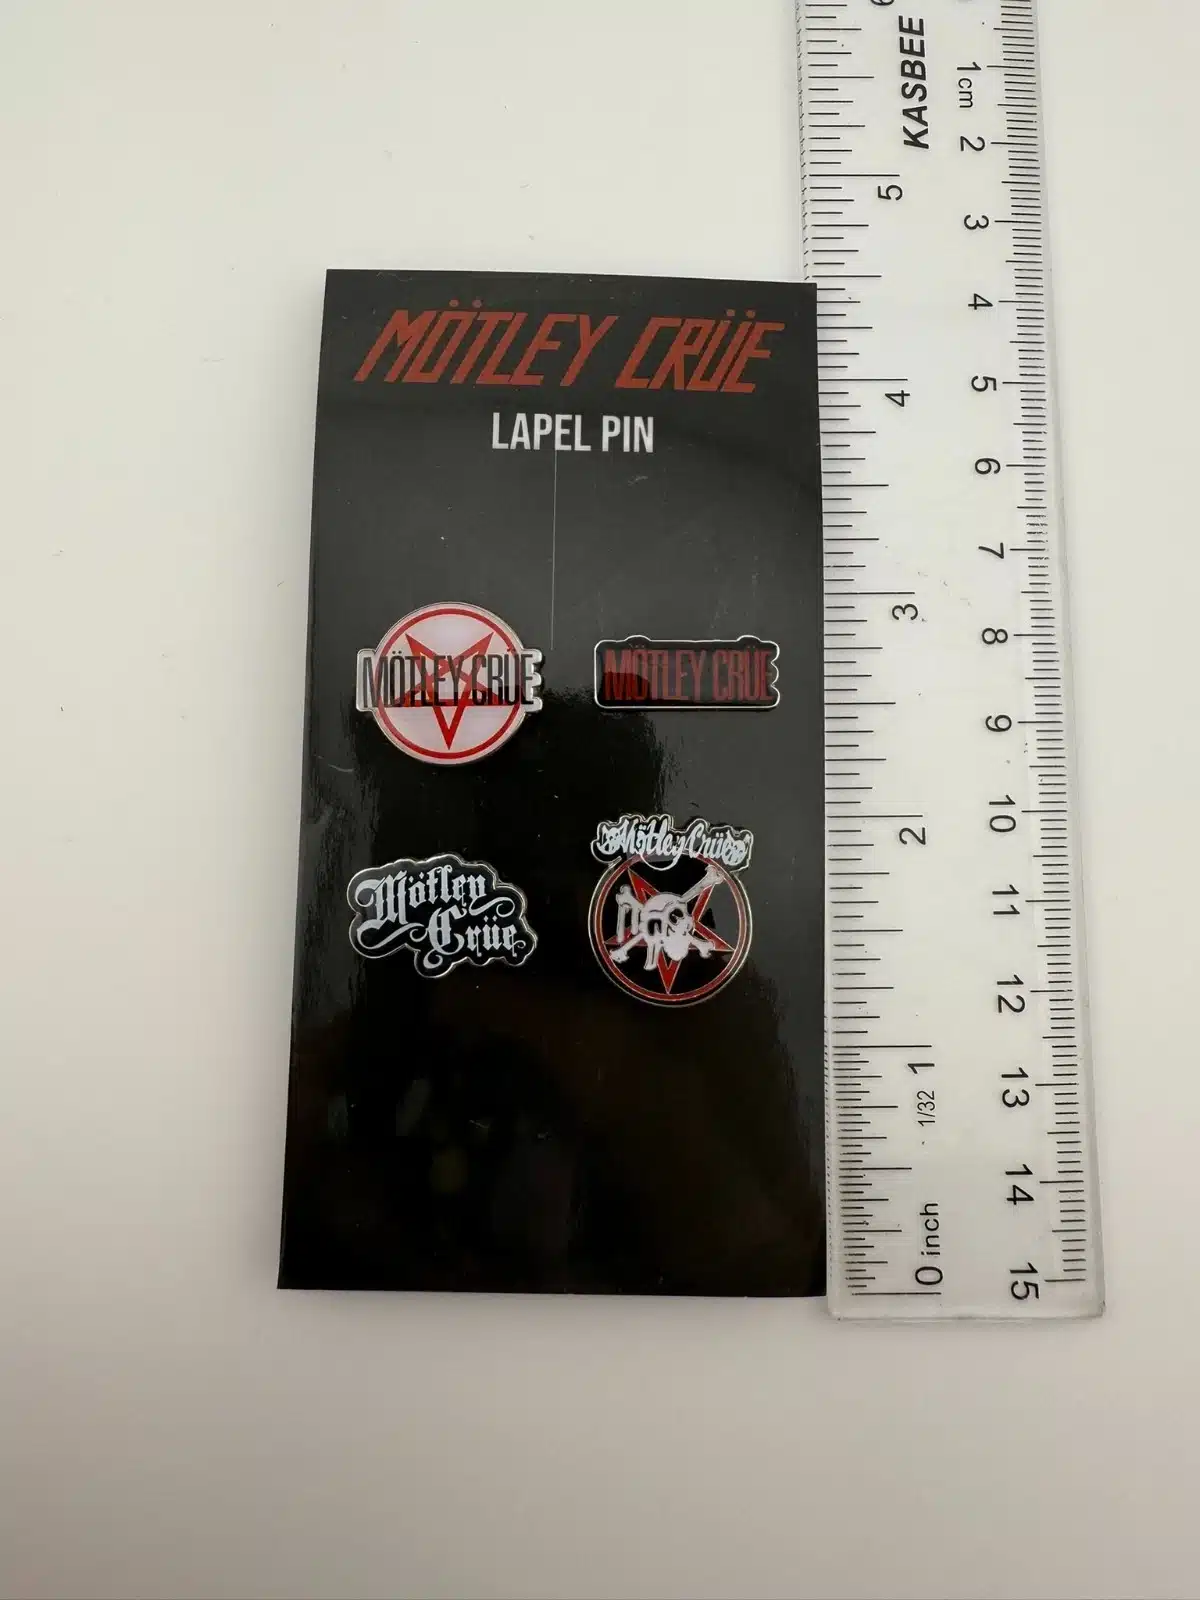 MÖTLEY CRÜE
LAPEL PIN
MÖTLEY CRÜE
MÖTLEY CRÜE
Mötley
Crüe
Mötley Crüe
KASBEE
1cm
2
3
4
5
6
7
8
9
10
11
12
13
14
15
5
4
3
2
1
1/32
0 inch